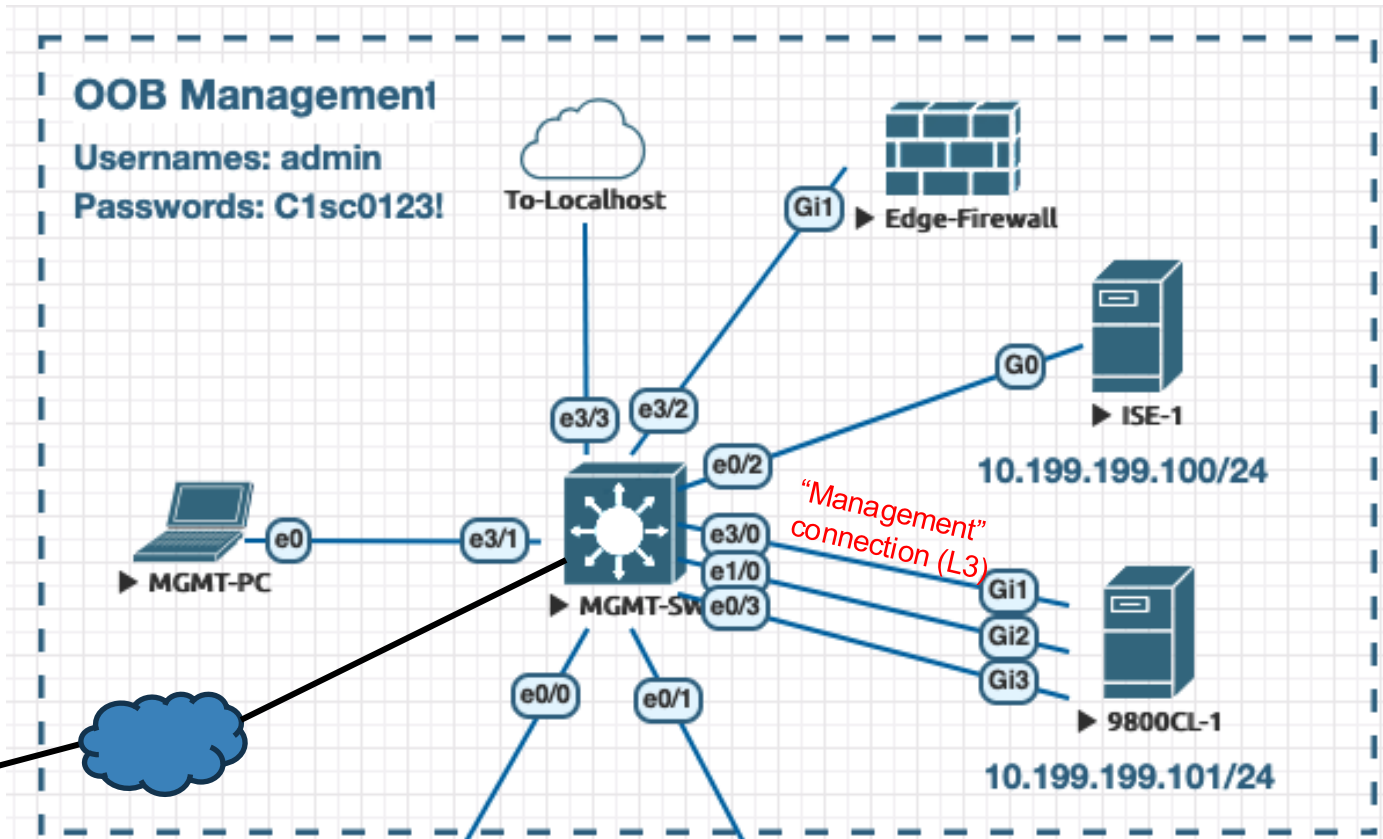 OOB Management
Usernames: admin
Passwords: C1sc0123!
To-Localhost
Gi1
Edge-Firewall
G0
ISE-1
10.199.199.100/24
e3/3
e3/2
e0/2
“Management”
connection (L3)
e0
e3/1
MGMT-PC
e3/0
e1/0
e0/3
MGMT-SW
Gi1
Gi2
Gi3
9800CL-1
10.199.199.101/24
e0/0
e0/1